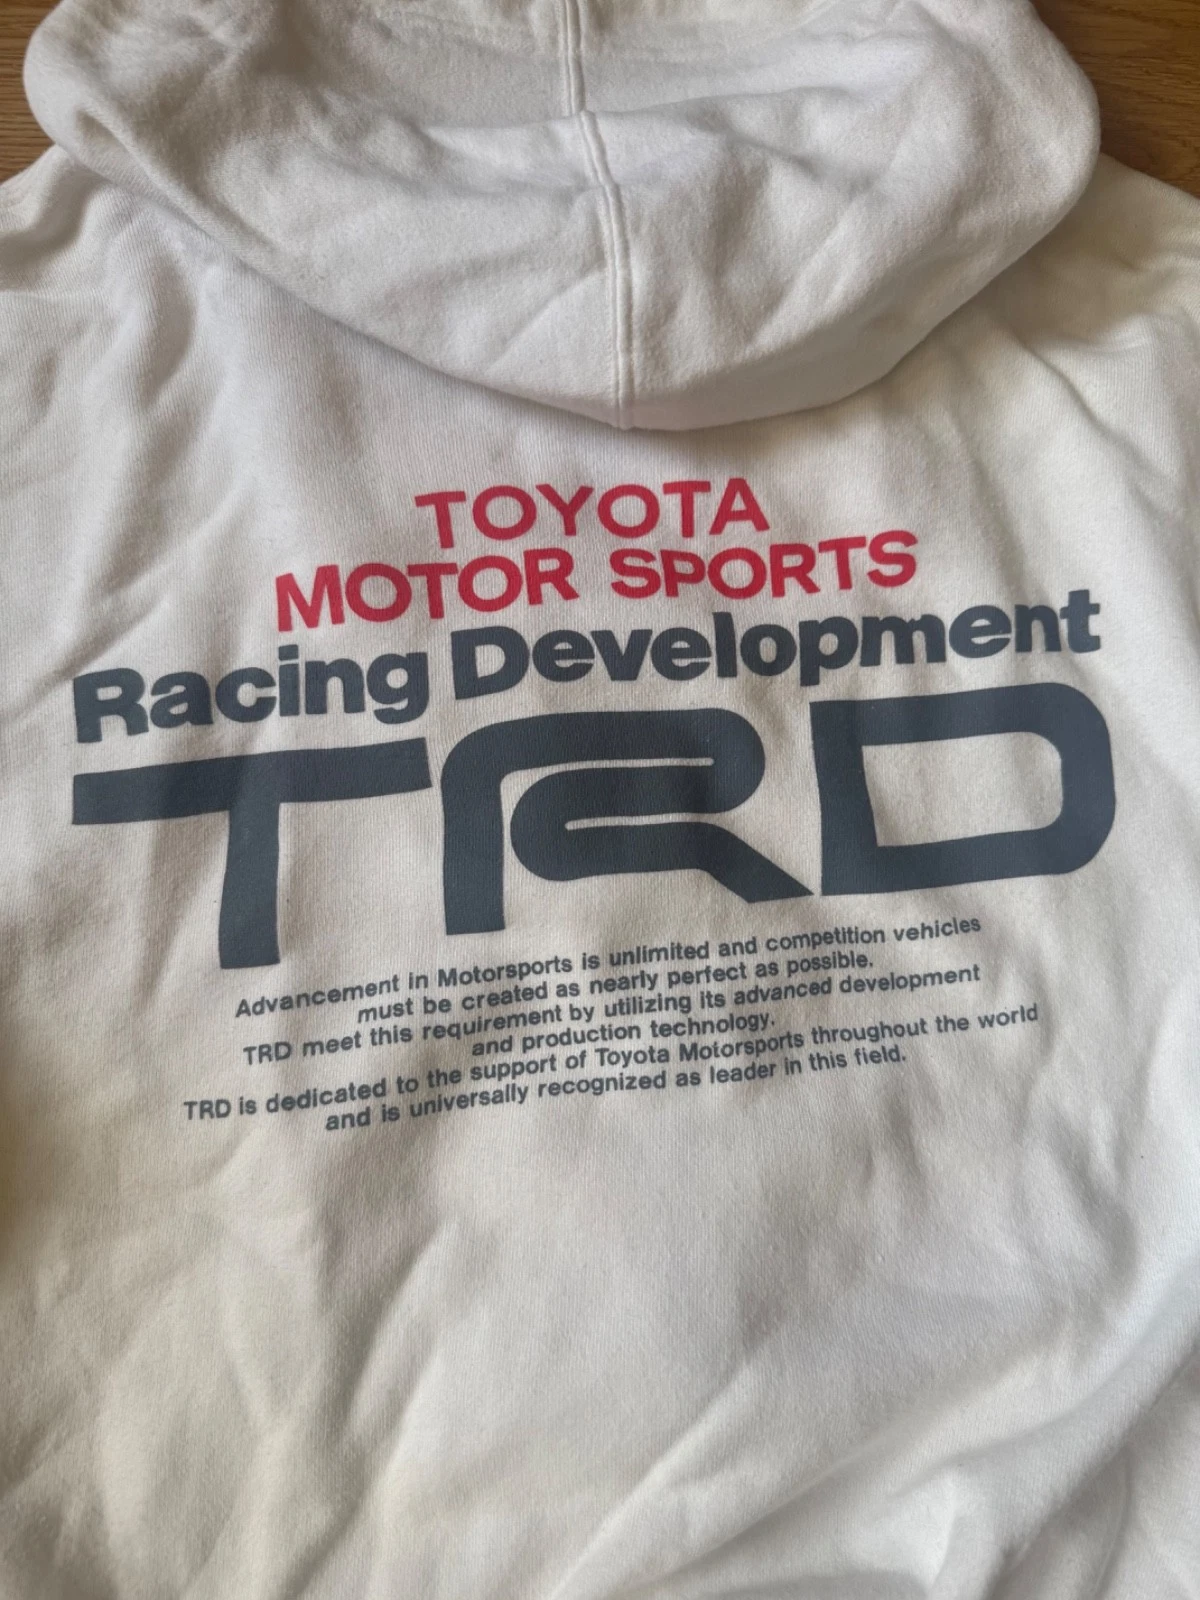 TOYOTA
MOTOR SPORTS
Racing Development
TRD
Advancement in Motorsports is unlimited and competition vehicles
must be created as nearly perfect as possible.
TRD meet this requirement by utilizing its advanced development
and production technology.
TRD is dedicated to the support of Toyota Motorsports throughout the world
and is universally recognized as leader in this field.